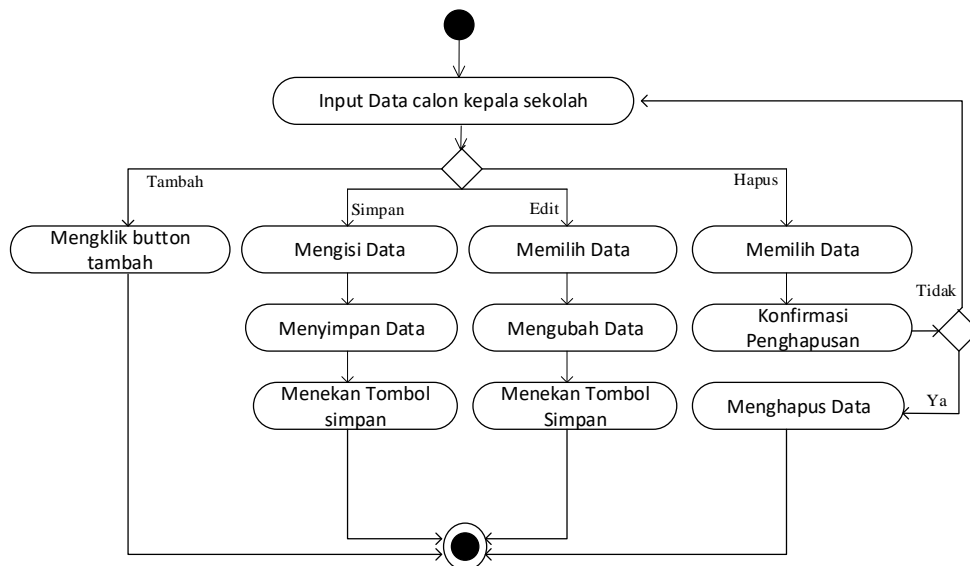 Input Data calon kepala sekolah
Tambah
Hapus
Simpan
Edit
Mengklik button
tambah
Mengisi Data
Memilih Data
Memilih Data
Tidak
Menyimpan Data
Mengubah Data
Konfirmasi
Penghapusan
Menekan Tombol
simpan
Menekan Tombol
Simpan
Menghapus Data
Ya